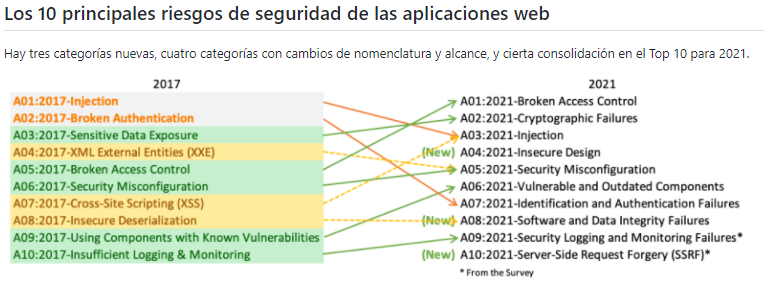 Los 10 principales riesgos de seguridad de las aplicaciones web
Hay tres categorías nuevas, cuatro categorías con cambios de nomenclatura y alcance, y cierta consolidación en el Top 10 para 2021.
2017
A01:2017-Injection
A02:2017-Broken Authentication
A03:2017-Sensitive Data Exposure
A04:2017-XML External Entities (XXE)
A05:2017-Broken Access Control
A06:2017-Security Misconfiguration
A07:2017-Cross-Site Scripting (XSS)
A08:2017-Insecure Deserialization
A09:2017-Using Components with Known Vulnerabilities
A10:2017-Insufficient Logging & Monitoring
2021
A01:2021-Broken Access Control
A02:2021-Cryptographic Failures
A03:2021-Injection
(New) A04:2021-Insecure Design
A05:2021-Security Misconfiguration
A06:2021-Vulnerable and Outdated Components
A07:2021-Identification and Authentication Failures
(New) A08:2021-Software and Data Integrity Failures
A09:2021-Security Logging and Monitoring Failures*
(New) A10:2021-Server-Side Request Forgery (SSRF)*
* From the Survey